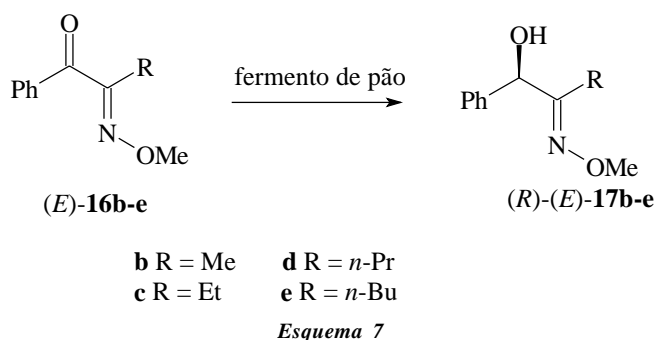 O
R
Ph
N
OMe
(E)-16b-e
fermento de pão
OH
R
Ph
N
OMe
(R)-(E)-17b-e
b R = Me d R = n-Pr
c R = Et e R = n-Bu
Esquema 7